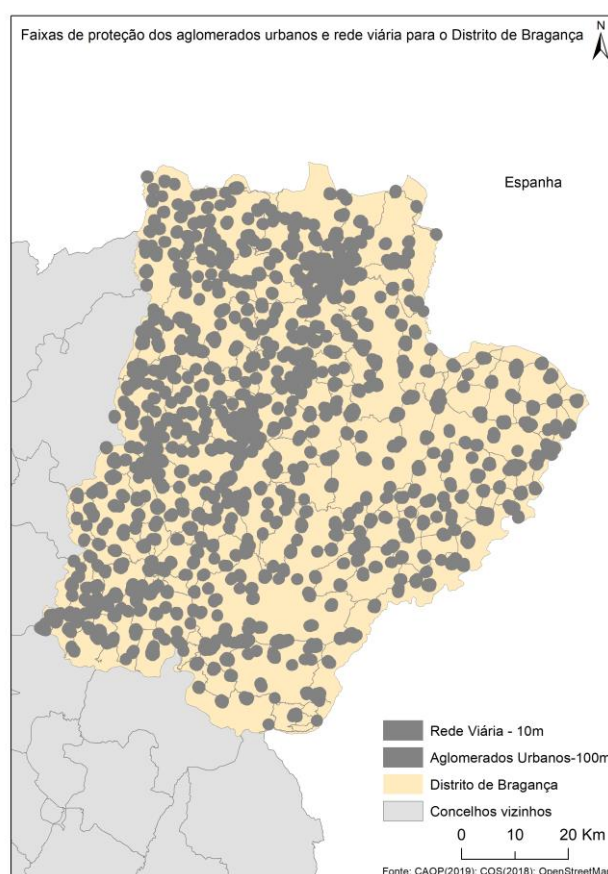 Faixas de proteção dos aglomerados urbanos e rede viária para o Distrito de Bragança
N
Espanha
Rede Viária - 10m
Aglomerados Urbanos-100m
Distrito de Bragança
Concelhos vizinhos
0 10 20 Km
Fonte: CAOP(2019); COS(2018); OpenStreetMap